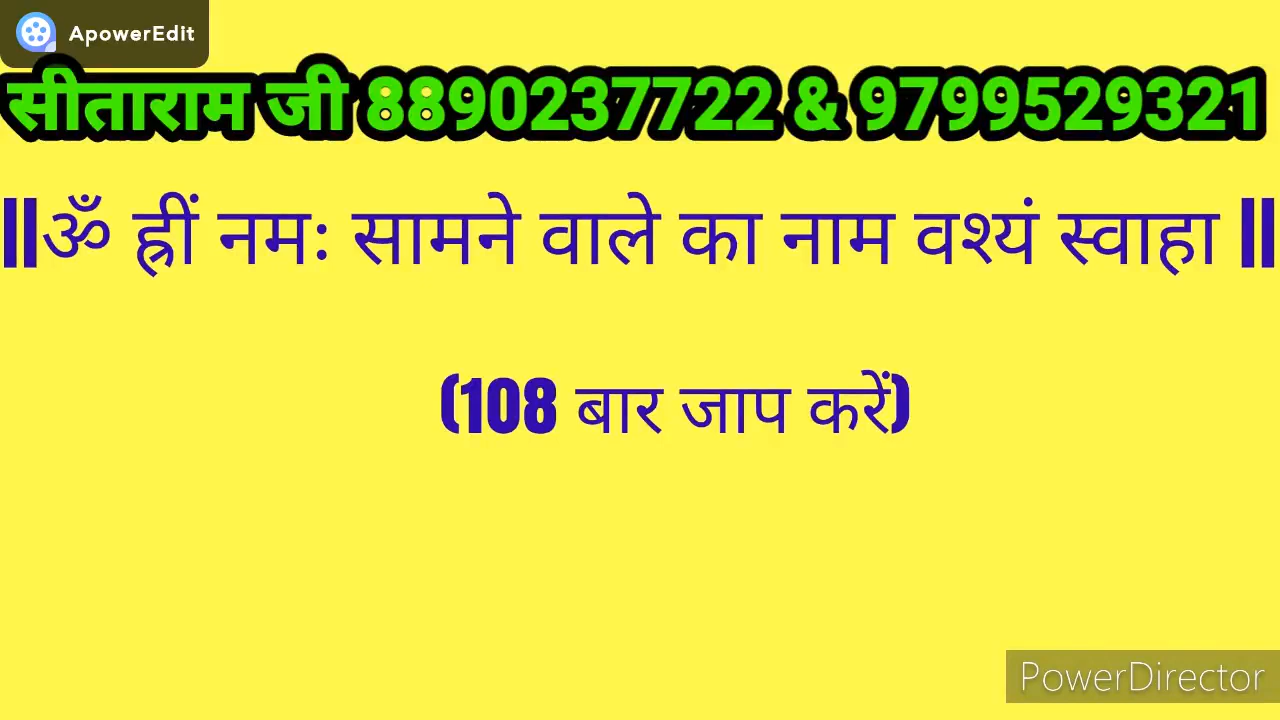 ApowerEdit
सीताराम जी 8890237722 & 9799529321
||ॐ ह्रीं नमः सामने वाले का नाम वश्यं स्वाहा ||
(108 बार जाप करें)
PowerDirector